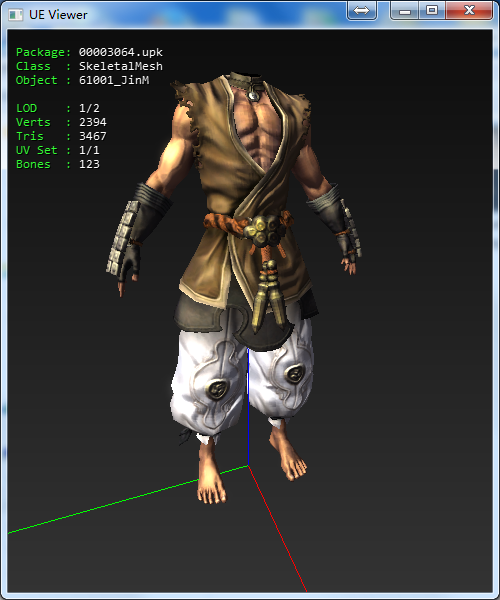 UE Viewer
Package: 00003064.upk
Class : SkeletalMesh
Object : 61001_JinM
LOD : 1/2
Verts : 2394
Tris : 3467
UV Set : 1/1
Bones : 123